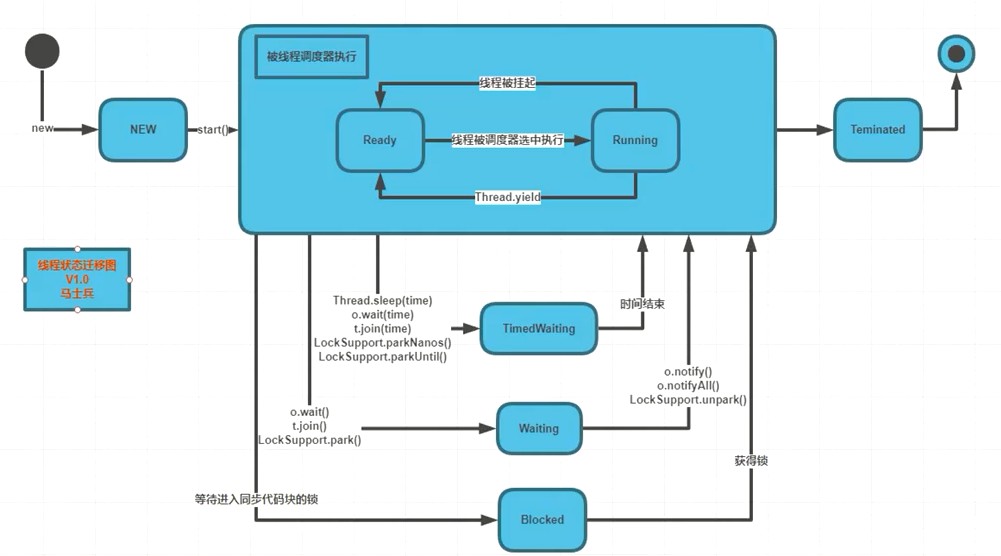 被线程调度器执行
线程被挂起
new
NEW
start()
Ready
线程被调度器选中执行
Running
Teminated
Thread.yield
线程状态迁移图
V1.0
马士兵
Thread.sleep(time)
o.wait(time)
t.join(time)
LockSupport.parkNanos()
LockSupport.parkUntil()
TimedWaiting
时间结束
o.wait()
t.join()
LockSupport.park()
Waiting
o.notify()
o.notifyAll()
LockSupport.unpark()
获得锁
等待进入同步代码块的锁
Blocked